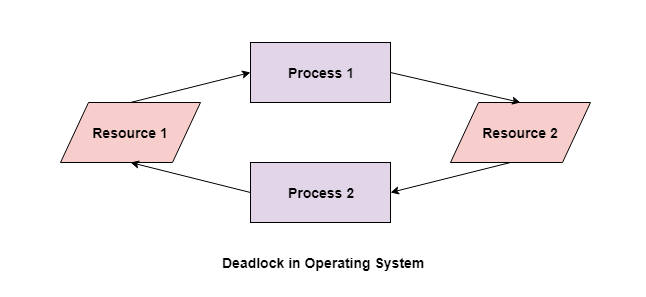 Process 1
Resource 1
Resource 2
Process 2
Deadlock in Operating System